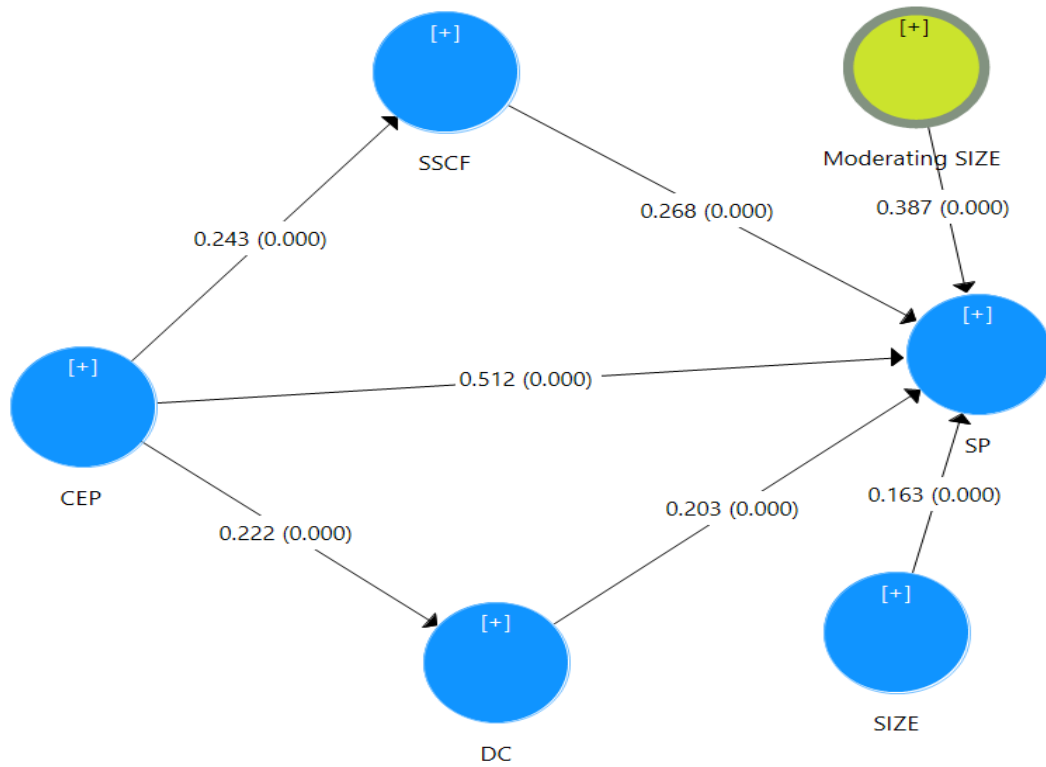 [+]
SSCF
[+]
Moderating SIZE
0.243 (0.000)
0.268 (0.000)
0.387 (0.000)
[+]
CEP
0.512 (0.000)
[+]
SP
0.222 (0.000)
0.203 (0.000)
0.163 (0.000)
[+]
DC
[+]
SIZE